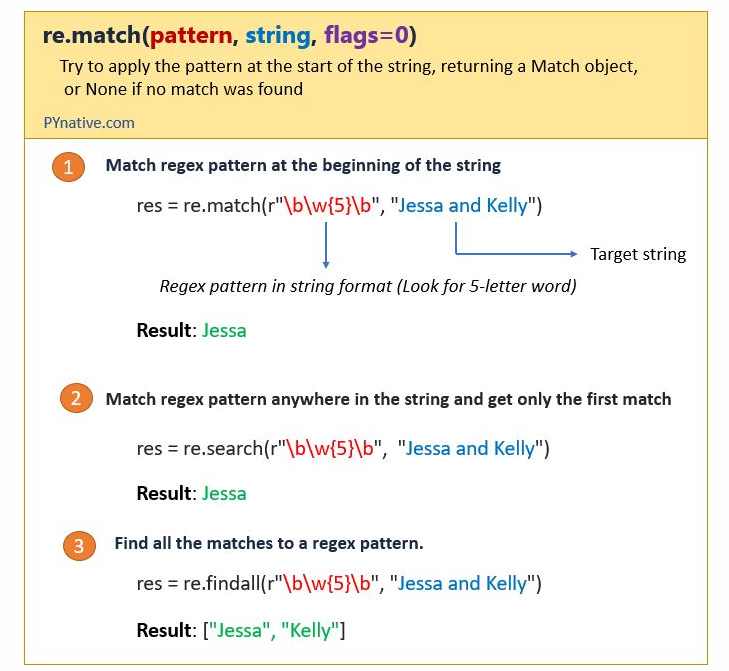 re.match(pattern, string, flags=0)
Try to apply the pattern at the start of the string, returning a Match object,
or None if no match was found
PYnative.com
1 Match regex pattern at the beginning of the string
res = re.match(r"\b\w{5}\b", "Jessa and Kelly")
Target string
Regex pattern in string format (Look for 5-letter word)
Result: Jessa
2 Match regex pattern anywhere in the string and get only the first match
res = re.search(r"\b\w{5}\b", "Jessa and Kelly")
Result: Jessa
3 Find all the matches to a regex pattern.
res = re.findall(r"\b\w{5}\b", "Jessa and Kelly")
Result: ["Jessa", "Kelly"]